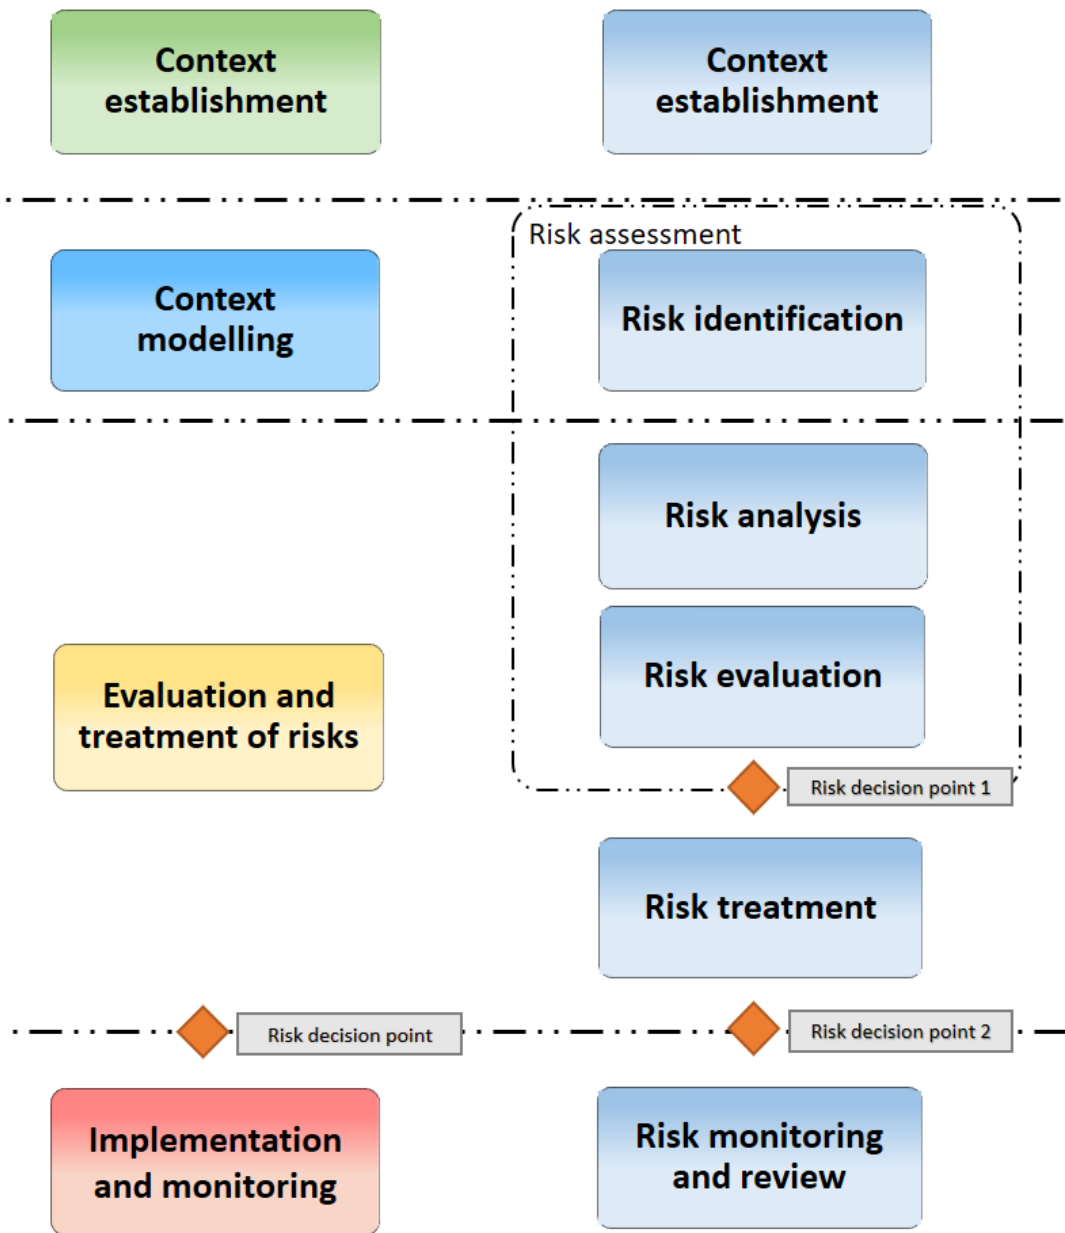 Context
establishment
Context
establishment
Risk assessment
Context
modelling
Risk identification
Risk analysis
Risk evaluation
Evaluation and
treatment of risks
Risk decision point 1
Risk treatment
Risk decision point
Risk decision point 2
Implementation
and monitoring
Risk monitoring
and review